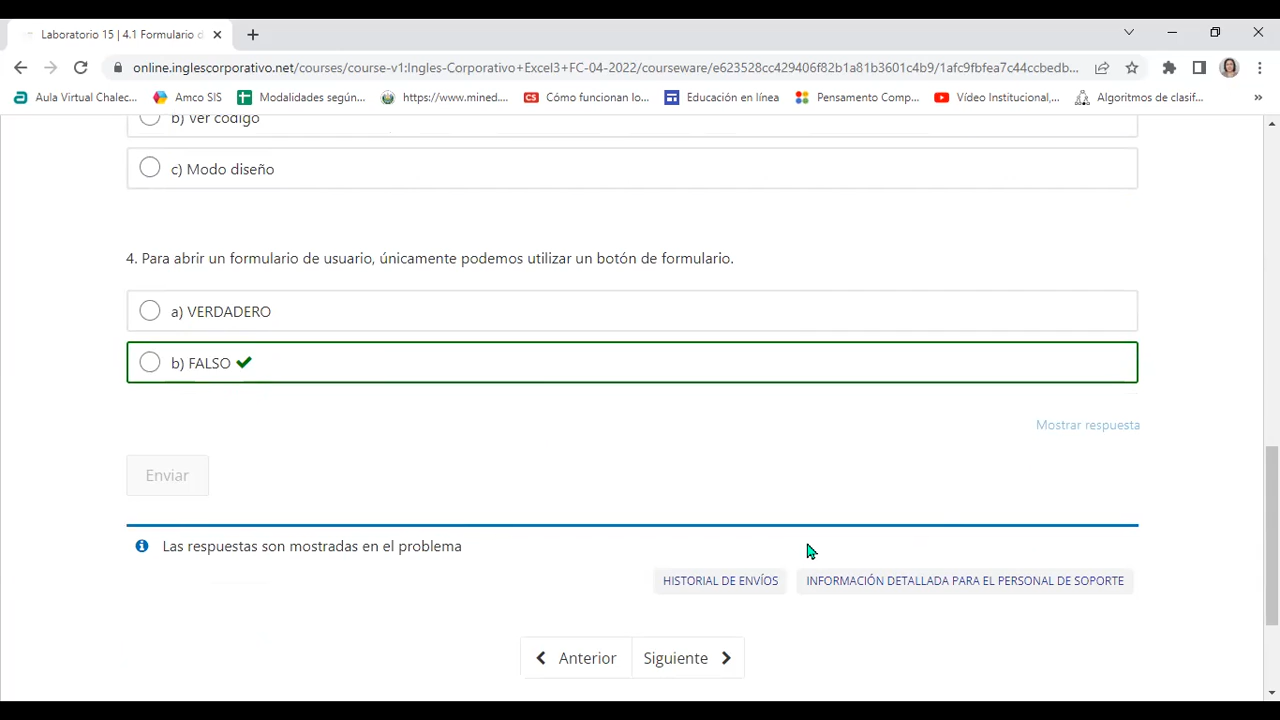 Laboratorio 15 | 4.1 Formulario d
online.inglescorporativo.net/courses/course-v1:Ingles-Corporativo+Excel3+FC-04-2022/courseware/e623528cc429406f82b1a81b3601c4b9/1afc9fbfea7c44ccbedb...
Aula Virtual Chalec... Amco SIS Modalidades según... https://www.mined.... CS Cómo funcionan lo... Educación en línea Pensamento Comp... Vídeo Institucional,... Algoritmos de clasif... »
b) Ver código
c) Modo diseño
4. Para abrir un formulario de usuario, únicamente podemos utilizar un botón de formulario.
a) VERDADERO
b) FALSO
Mostrar respuesta
Enviar
Las respuestas son mostradas en el problema
HISTORIAL DE ENVÍOS INFORMACIÓN DETALLADA PARA EL PERSONAL DE SOPORTE
Anterior Siguiente